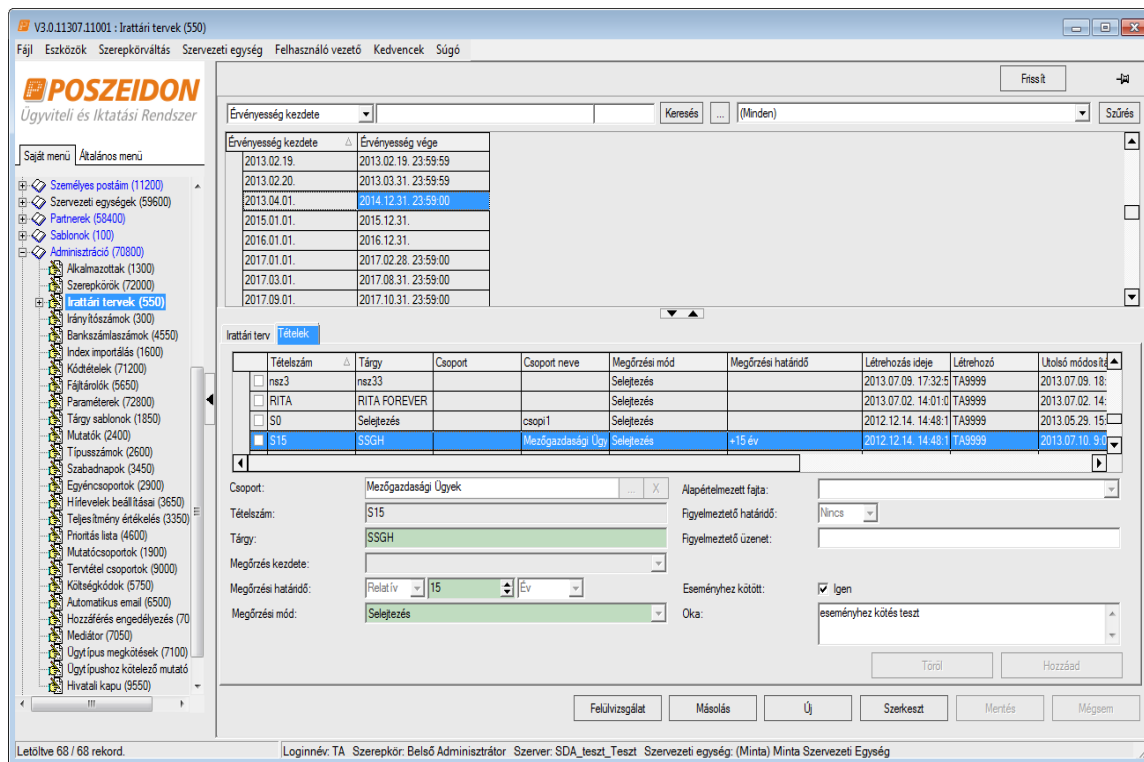 V3.0.11307.11001 : Irattári tervek (550)
Fájl Eszközök Szerepkörváltás Szervezeti egység Felhasználó vezető Kedvencek Súgó
POSZEIDON
Ügyviteli és Iktatási Rendszer
Saját menü Általános menü
Személyes postáim (11200)
Szervezeti egységek (59600)
Partnerek (58400)
Sablonok (100)
Adminisztráció (70800)
Alkalmazottak (1300)
Szerepkörök (72000)
Irattári tervek (550)
Irányítószámok (300)
Bankszámlaszámok (4550)
Index importálás (1600)
Kódtételek (71200)
Fájltárolók (5650)
Paraméterek (72800)
Tárgy sablonok (1850)
Mutatók (2400)
Típusszámok (2600)
Szabadnapok (3450)
Egyéncsoportok (2900)
Hírlevelek beállításai (3650)
Teljesítmény értékelés (3350)
Prioritás lista (4600)
Mutatócsoportok (1900)
Tervtétel csoportok (9000)
Költségkódok (5750)
Automatikus email (6500)
Hozzáférés engedélyezés (70
Mediátor (7050)
Ügytípus megkötések (7100)
Ügytípushoz kötelező mutató
Hivatali kapu (9550)
Frissít
Érvényesség kezdete Keresés ... (Minden) Szűrés
Érvényesség kezdete Érvényesség vége
2013.02.19. 2013.02.19. 23:59:59
2013.02.20. 2013.03.31. 23:59:59
2013.04.01. 2014.12.31. 23:59:00
2015.01.01. 2015.12.31.
2016.01.01. 2016.12.31.
2017.01.01. 2017.02.28. 23:59:00
2017.03.01. 2017.08.31. 23:59:00
2017.09.01. 2017.10.31. 23:59:00
Irattári terv Tételek
Tételszám Tárgy Csoport Csoport neve Megőrzési mód Megőrzési határidő Létrehozás ideje Létrehozó Utolsó módosítá
nsz3 nsz33 Selejtezés 2013.07.09. 17:32:5 TA9999 2013.07.09. 18:
RITA RITA FOREVER Selejtezés 2013.07.02. 14:01:0 TA9999 2013.07.02. 14:
S0 Selejtezés csopi1 Selejtezés 2012.12.14. 14:48:1 TA9999 2013.05.29. 15:
S15 SSGH Mezőgazdasági Ügy Selejtezés +15 év 2012.12.14. 14:48:1 TA9999 2013.07.10. 9:0
Csoport: Mezőgazdasági Ügyek ... X Alapértelmezett fajta:
Tételszám: S15 Figyelmeztető határidő: Nincs
Tárgy: SSGH Figyelmeztető üzenet:
Megőrzés kezdete:
Megőrzési határidő: Relatív 15 Év Eseményhez kötött: Igen
Megőrzési mód: Selejtezés Oka: eseményhez kötés teszt
Töröl Hozzáad
Felülvizsgálat Másolás Új Szerkeszt Mentés Mégsem
Letöltve 68 / 68 rekord. Loginnév: TA Szerepkör: Belső Adminisztrátor Szerver: SDA_teszt_Teszt Szervezeti egység: (Minta) Minta Szervezeti Egység